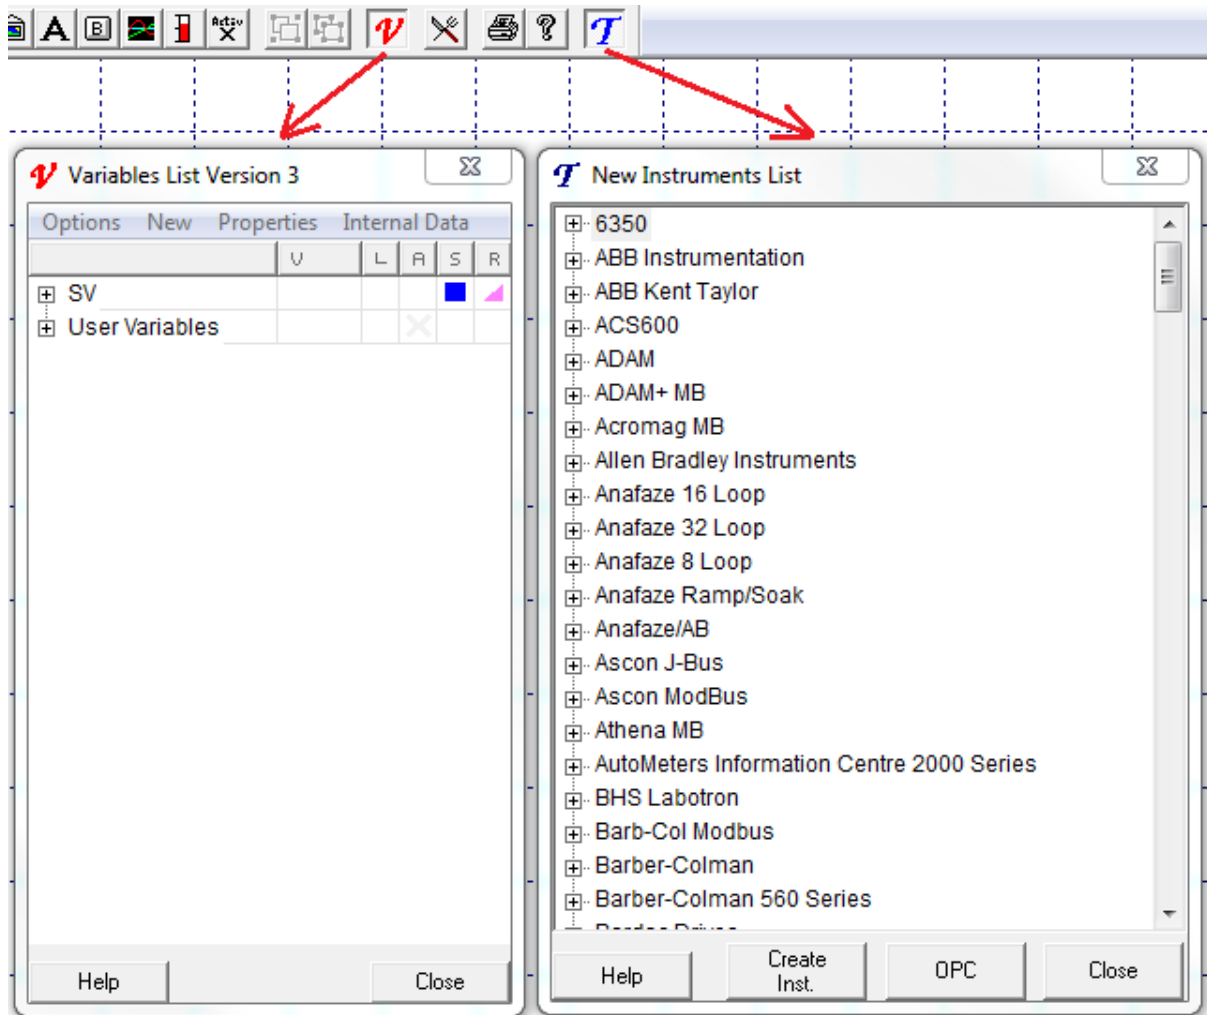 A B Activ X V ? T
V Variables List Version 3
Options New Properties Internal Data
V L A S R
SV
User Variables
Help Close
T New Instruments List
6350
ABB Instrumentation
ABB Kent Taylor
ACS600
ADAM
ADAM+ MB
Acromag MB
Allen Bradley Instruments
Anafaze 16 Loop
Anafaze 32 Loop
Anafaze 8 Loop
Anafaze Ramp/Soak
Anafaze/AB
Ascon J-Bus
Ascon ModBus
Athena MB
AutoMeters Information Centre 2000 Series
BHS Labotron
Barb-Col Modbus
Barber-Colman
Barber-Colman 560 Series
Help Create Inst. OPC Close